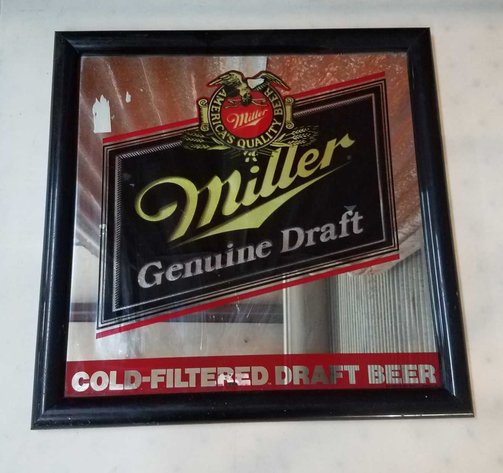 AMERICA'S QUALITY BEER
Miller
Miller
Genuine Draft
COLD-FILTERED DRAFT BEER